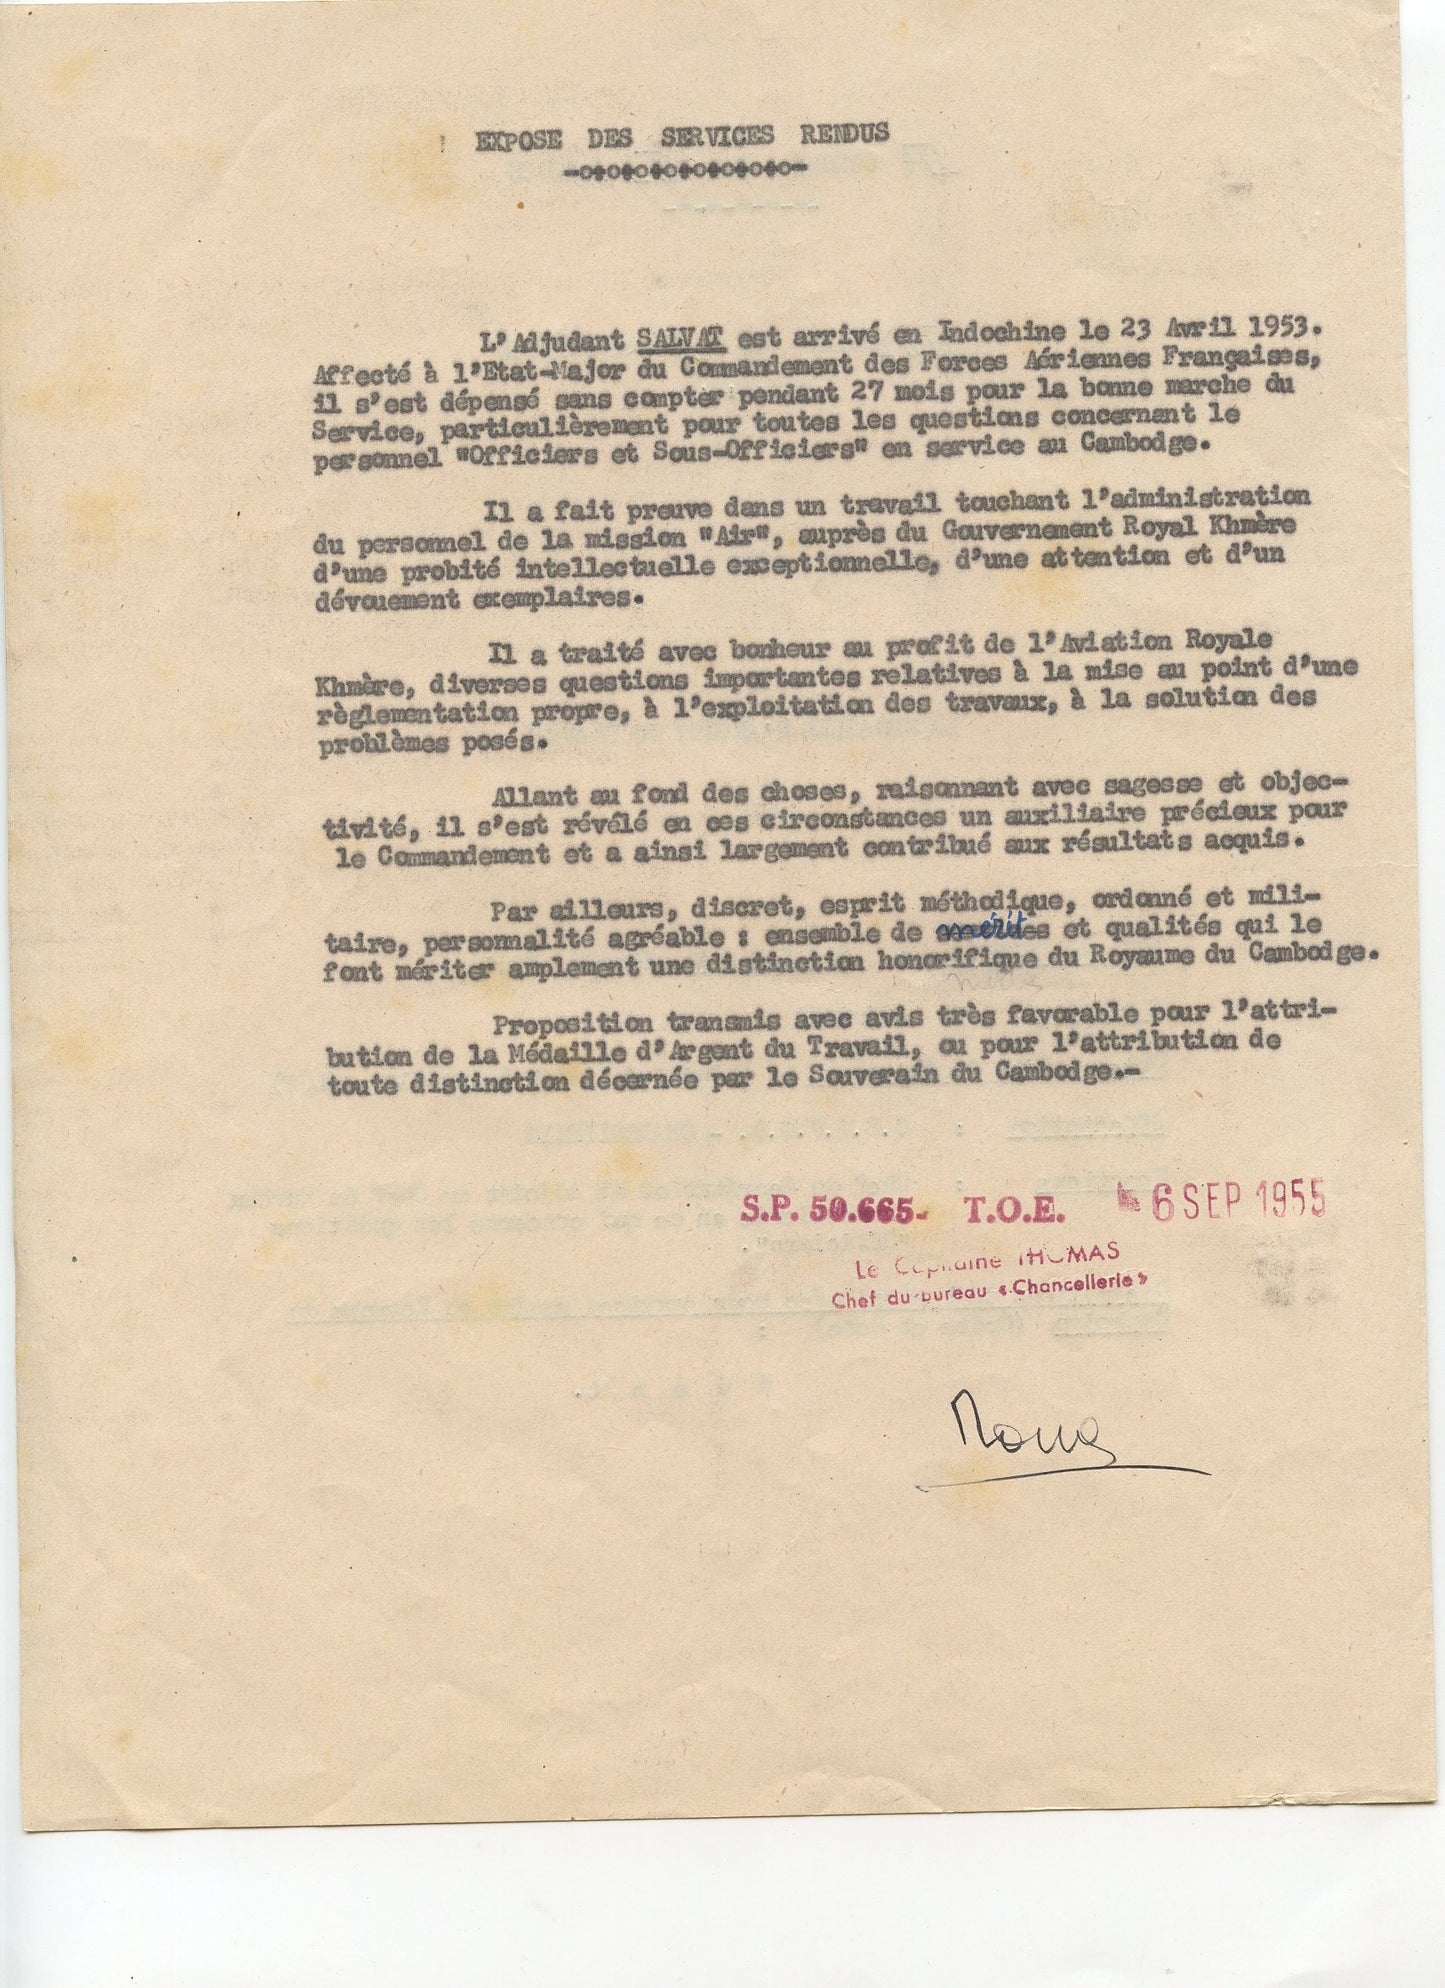 EXPOSE DES SERVICES RENDUS
L'Adjudant SALVAT est arrivé en Indochine le 23 Avril 1953.
Affecté à l'Etat-Major du Commandement des Forces Aériennes Françaises,
il s'est dépensé sans compter pendant 27 mois pour la bonne marche du
Service, particulièrement pour toutes les questions concernant le
personnel "Officiers et Sous-Officiers" en service au Cambodge.
Il a fait preuve dans un travail touchant l'administration
du personnel de la mission "Air", auprès du Gouvernement Royal Khmère
d'une probité intellectuelle exceptionnelle, d'une attention et d'un
dévouement exemplaires.
Il a traité avec bonheur au profit de l'Aviation Royale
Khmère, diverses questions importantes relatives à la mise au point d'une
règlementation propre, à l'exploitation des travaux, à la solution des
problèmes posés.
Allant au fond des choses, raisonnant avec sagesse et objec-
tivité, il s'est révélé en ces circonstances un auxiliaire précieux pour
le Commandement et a ainsi largement contribué aux résultats acquis.
Par ailleurs, discret, esprit méthodique, ordonné et mili-
taire, personnalité agréable : ensemble de mérites et qualités qui le
font mériter amplement une distinction honorifique du Royaume du Cambodge.
Proposition transmis avec avis très favorable pour l'attri-
bution de la Médaille d'Argent du Travail, ou pour l'attribution de
toute distinction décernée par le Souverain du Cambodge.-
S.P. 50.665- T.O.E. 6 SEP 1955
Le Capitaine THOMAS
Chef du bureau « Chancellerie »